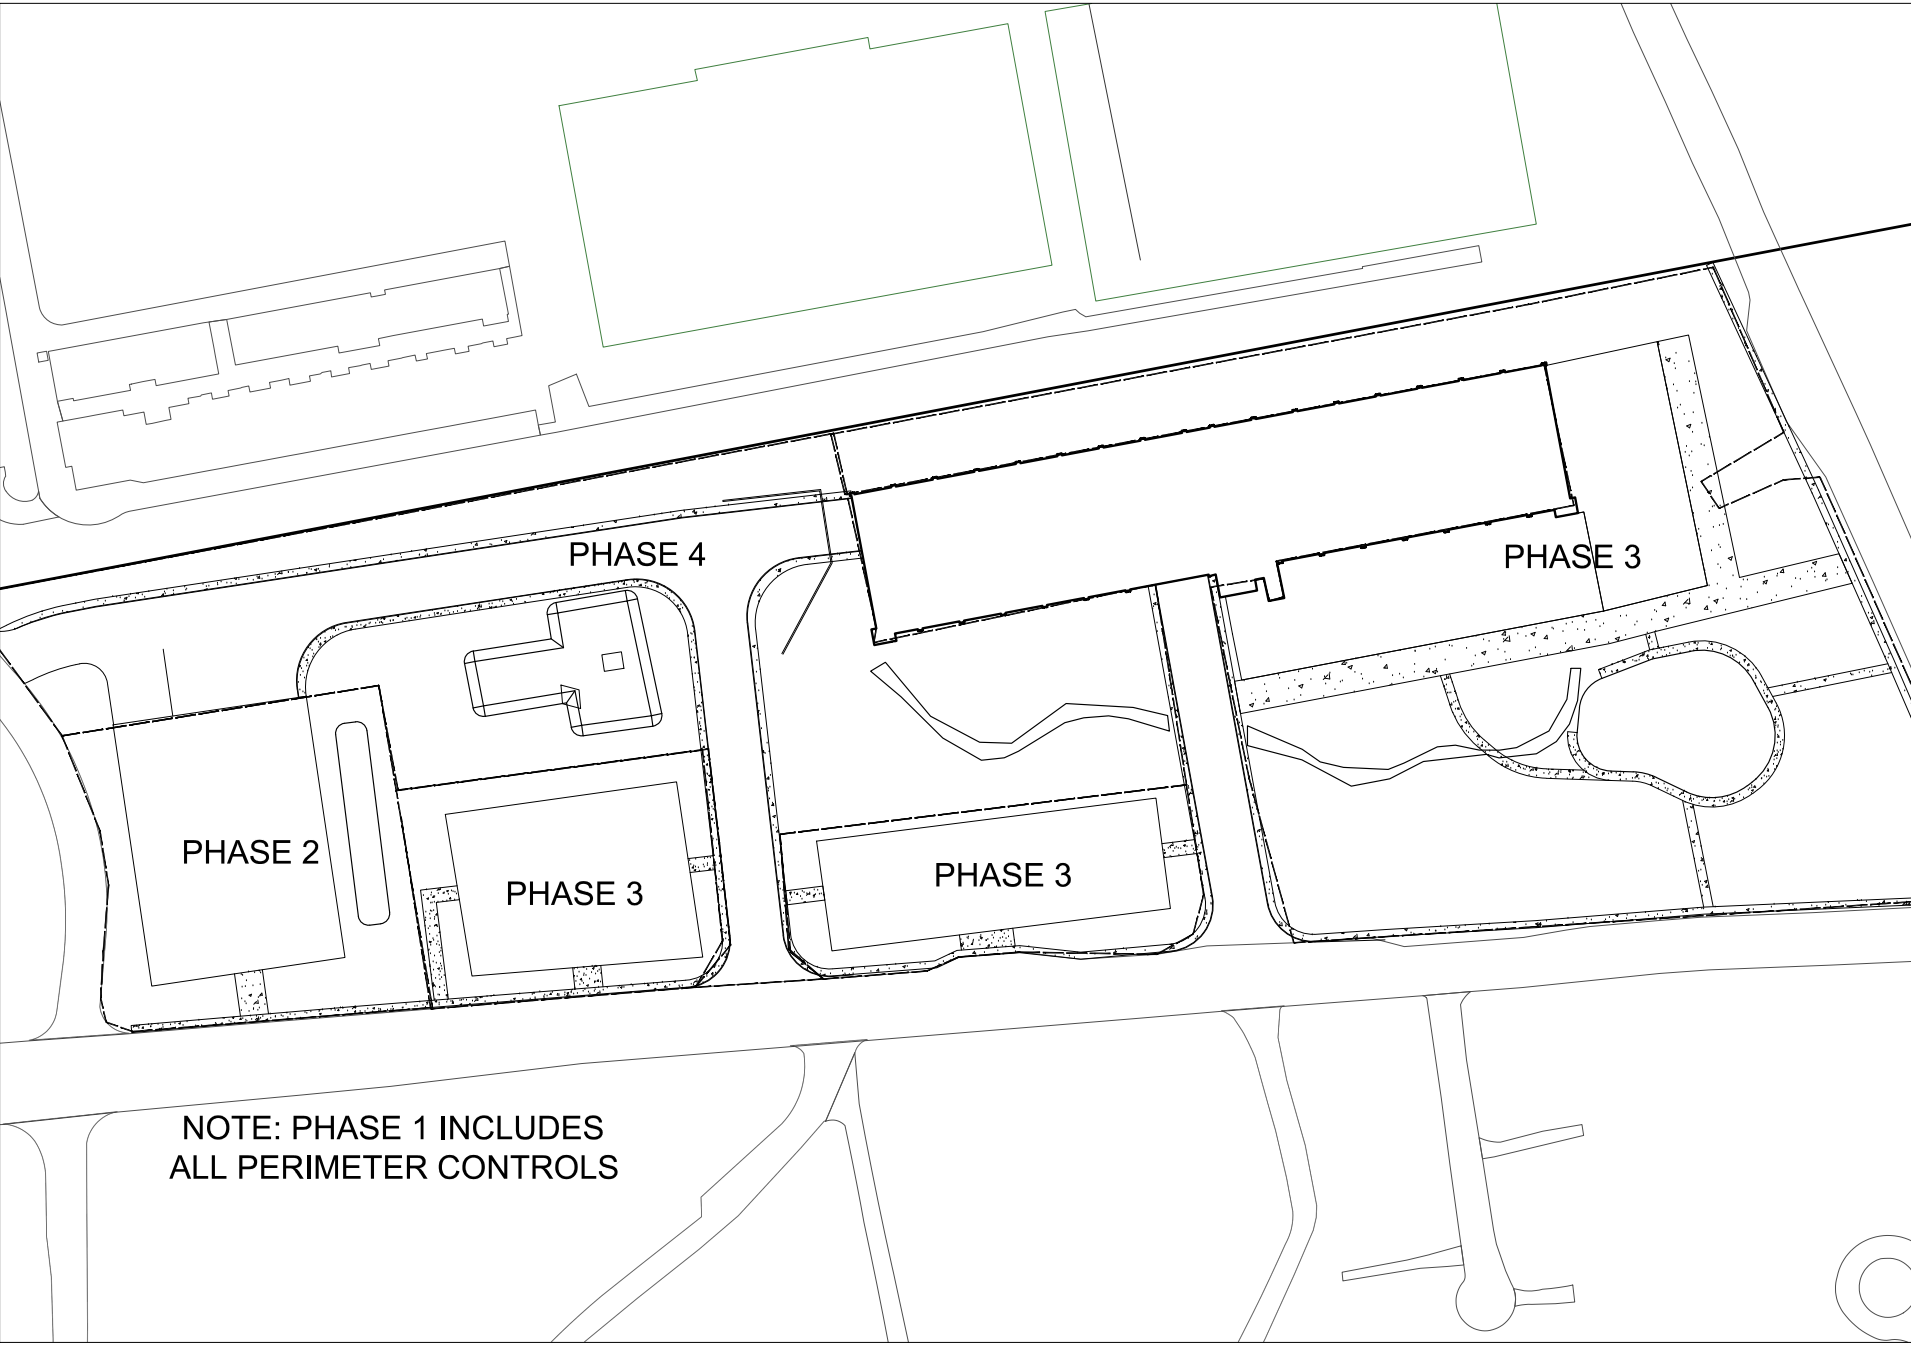 PHASE 4
PHASE 3
PHASE 2
PHASE 3
PHASE 3
NOTE: PHASE 1 INCLUDES
ALL PERIMETER CONTROLS